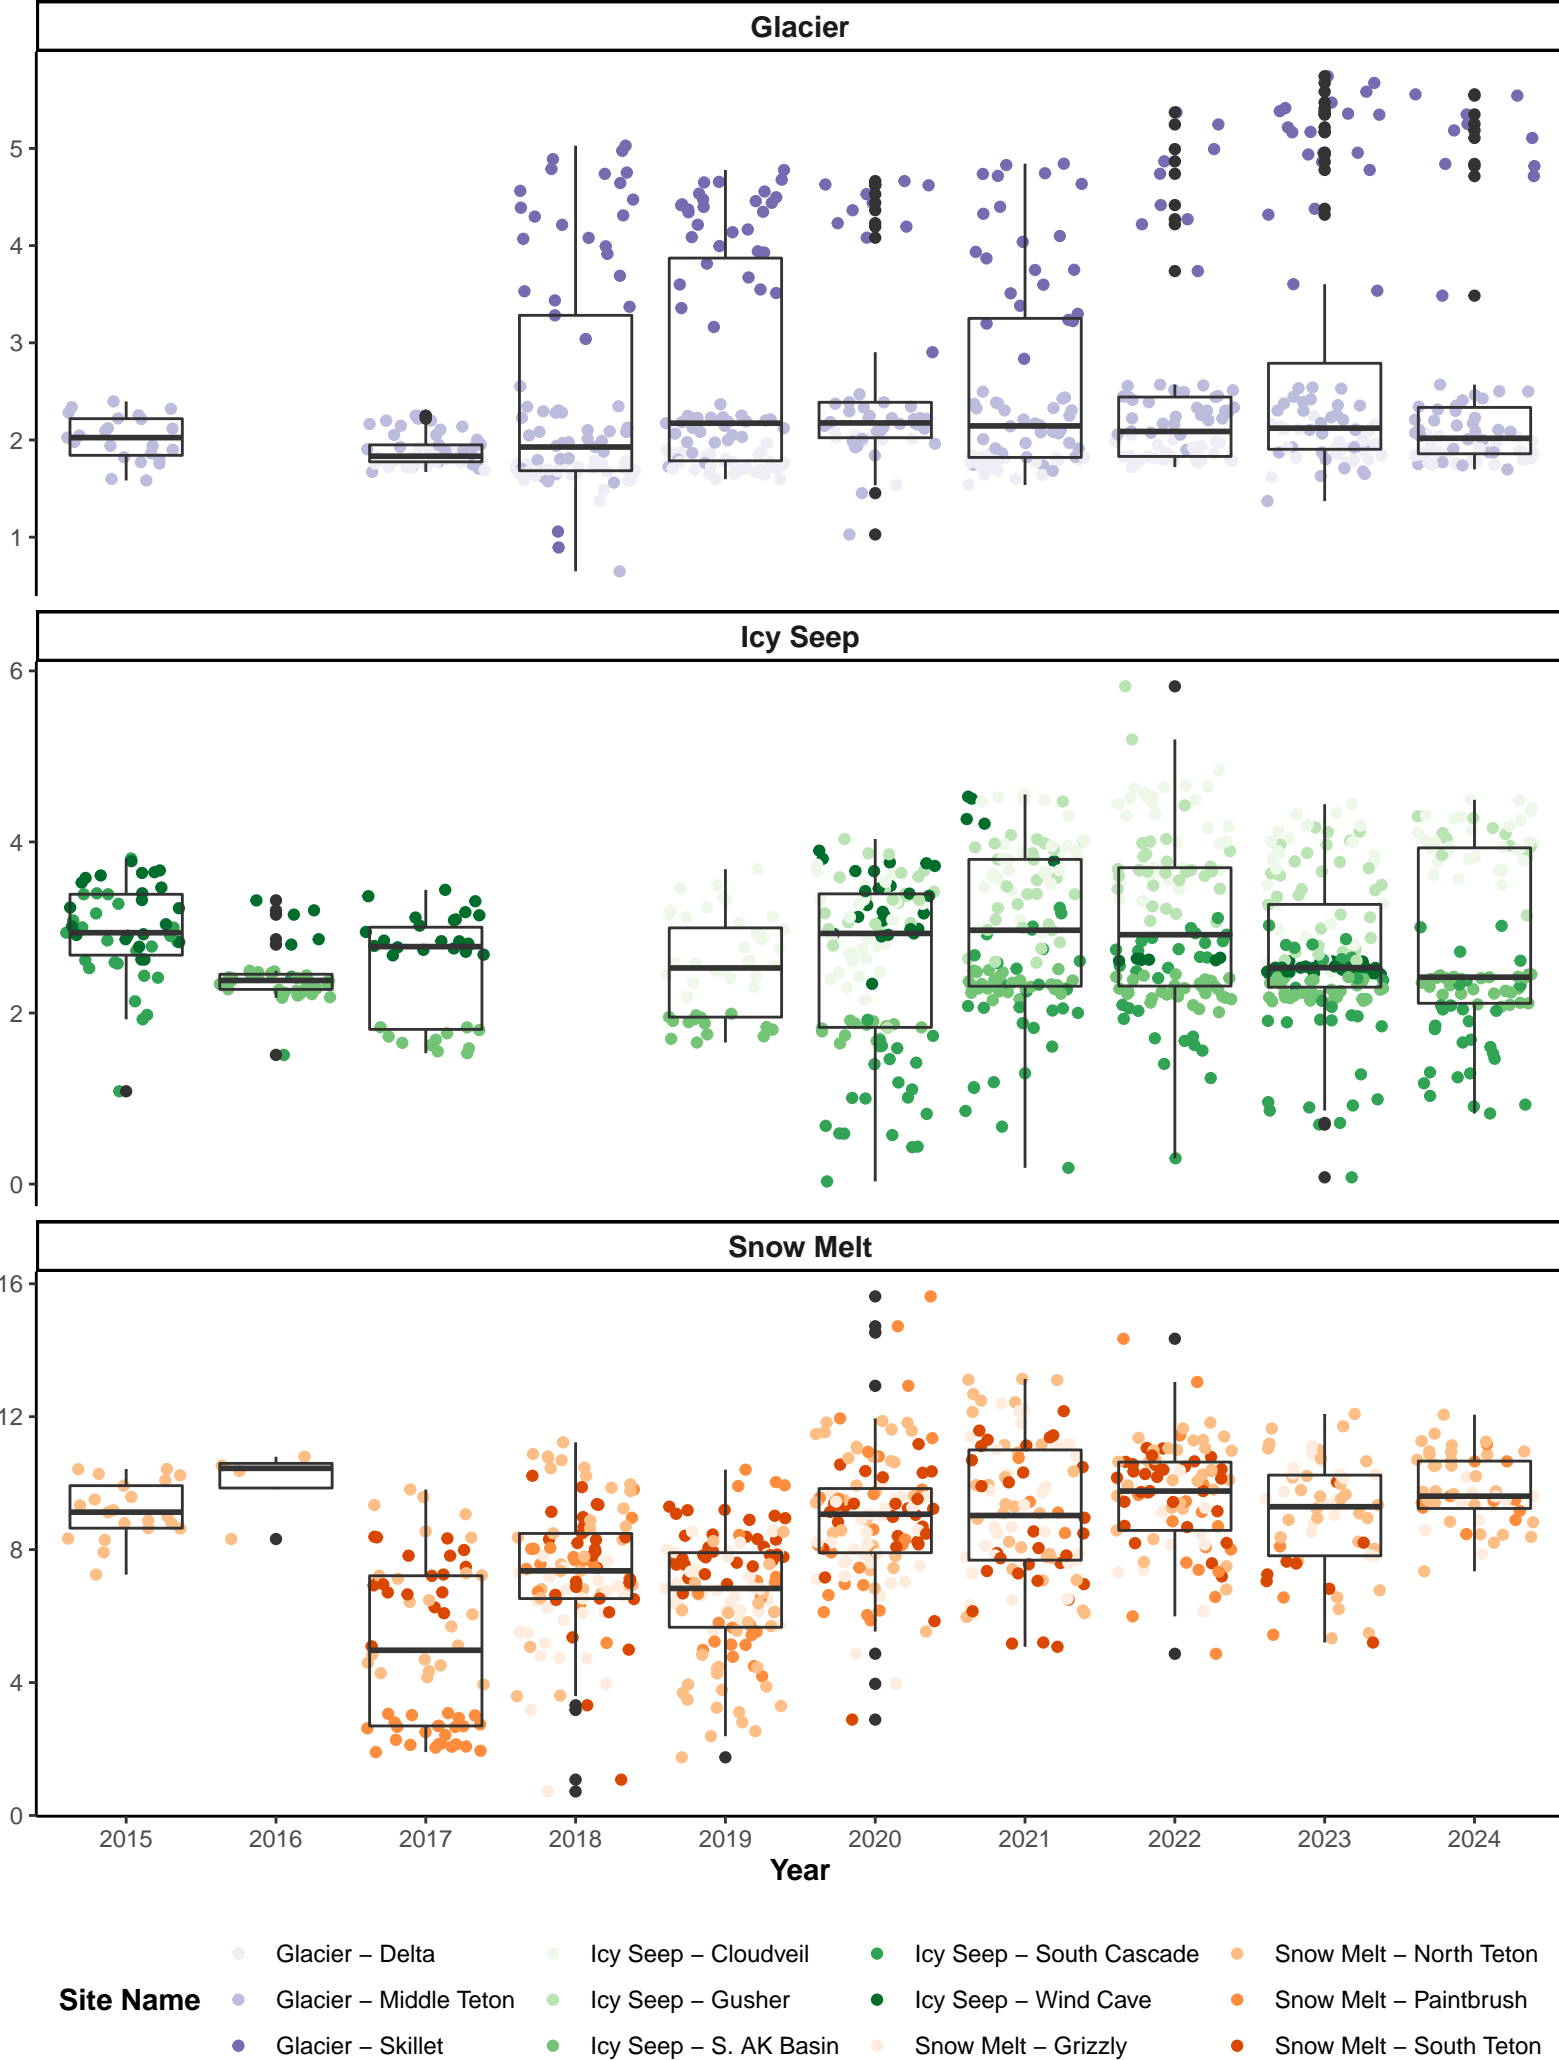 Glacier
5
4
3
2
1
Icy Seep
6
4
2
0
Snow Melt
16
12
8
4
0
2015 2016 2017 2018 2019 2020 2021 2022 2023 2024
Year
Site Name
Glacier – Delta
Glacier – Middle Teton
Glacier – Skillet
Icy Seep – Cloudveil
Icy Seep – Gusher
Icy Seep – S. AK Basin
Icy Seep – South Cascade
Icy Seep – Wind Cave
Snow Melt – Grizzly
Snow Melt – North Teton
Snow Melt – Paintbrush
Snow Melt – South Teton